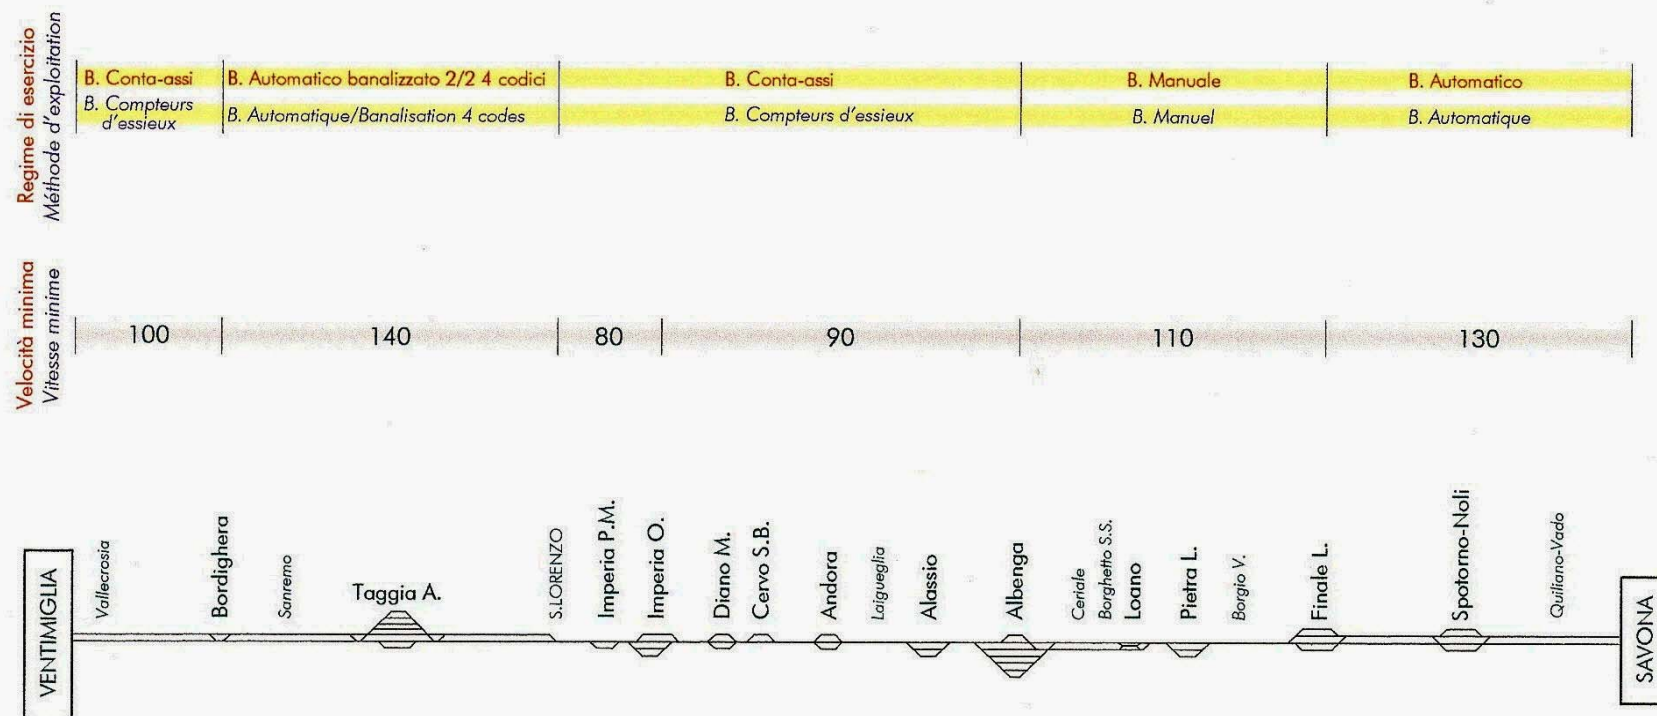 Regime di esercizio
Méthode d'exploitation
B. Conta-assi
B. Automatico banalizzato 2/2 4 codici
B. Conta-assi
B. Manuale
B. Automatico
B. Compteurs
d'essieux
B. Automatique/Banalisation 4 codes
B. Compteurs d'essieux
B. Manuel
B. Automatique
Velocità minima
Vitesse minime
100
140
80
90
110
130
VENTIMIGLIA
Vallecrosia
Bordighera
Sanremo
Taggia A.
S.LORENZO
Imperia P.M.
Imperia O.
Diano M.
Cervo S.B.
Andora
Laigueglia
Alassio
Albenga
Ceriale
Borghetto S.S.
Loano
Pietra L.
Borgio V.
Finale L.
Spotorno-Noli
Quiliano-Vado
SAVONA